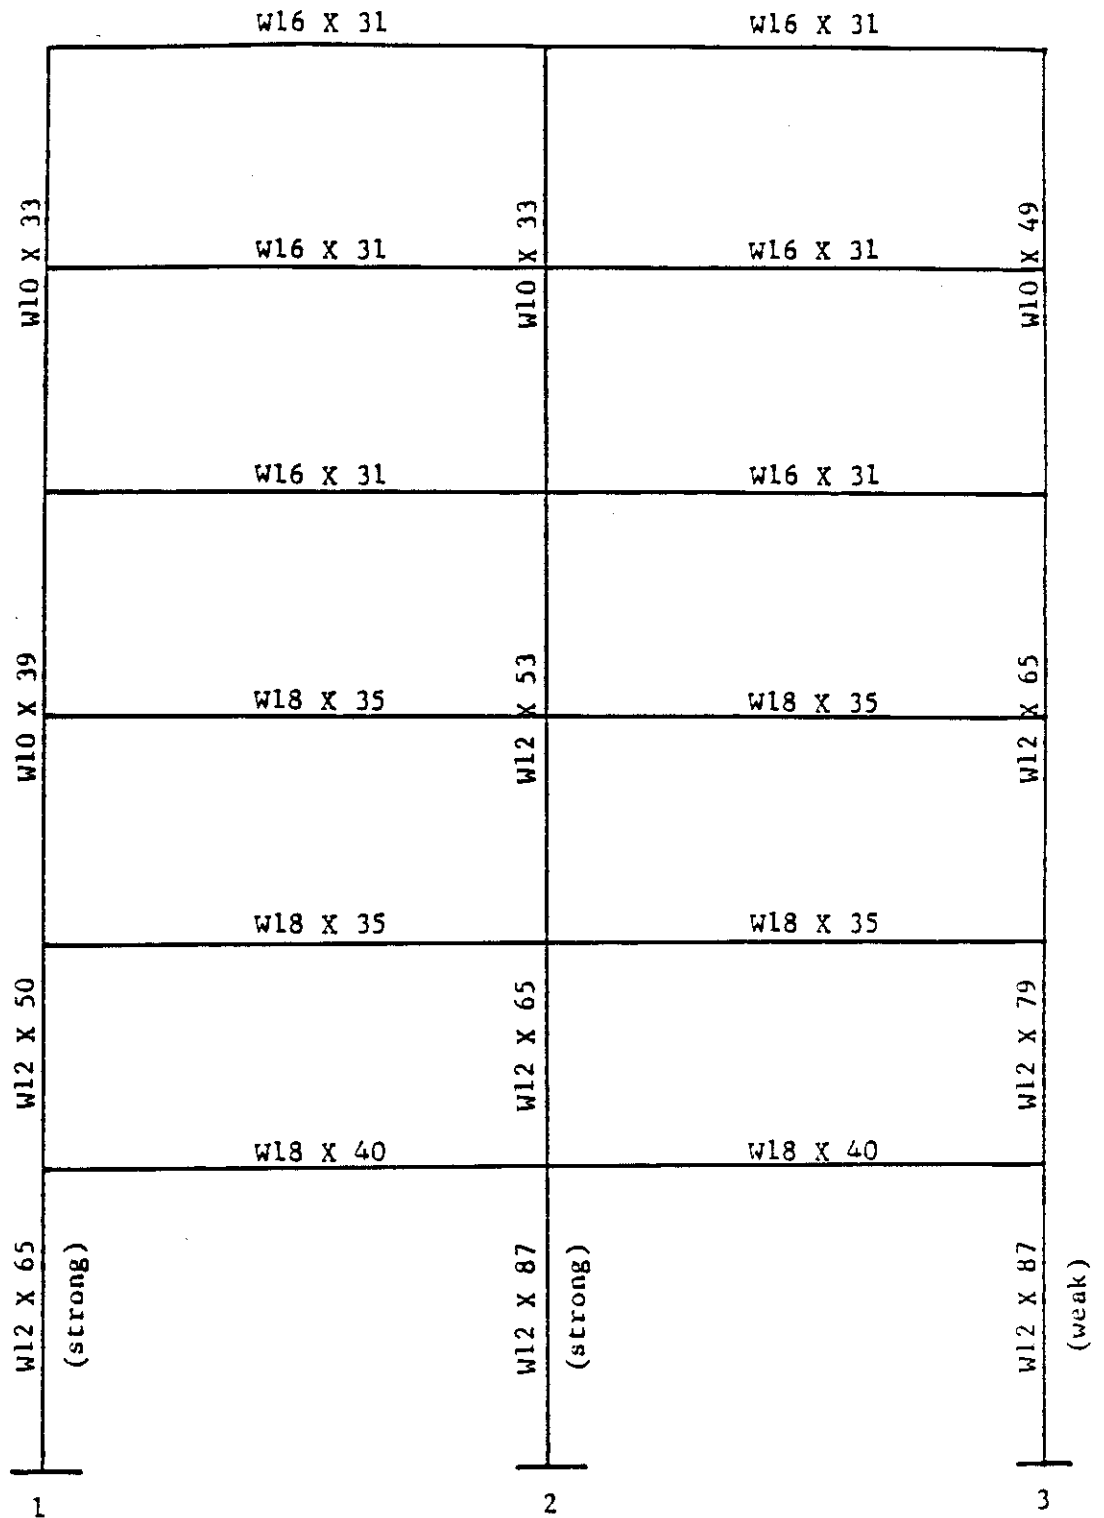 W16 X 31
W16 X 31
W10 X 33
W16 X 31
W10 X 33
W16 X 31
W10 X 49
W16 X 31
W16 X 31
W10 X 39
W18 X 35
W12 X 53
W18 X 35
W12 X 65
W18 X 35
W18 X 35
W12 X 50
W12 X 65
W12 X 79
W18 X 40
W18 X 40
W12 X 65
(strong)
W12 X 87
(strong)
W12 X 87
(weak)
1
2
3